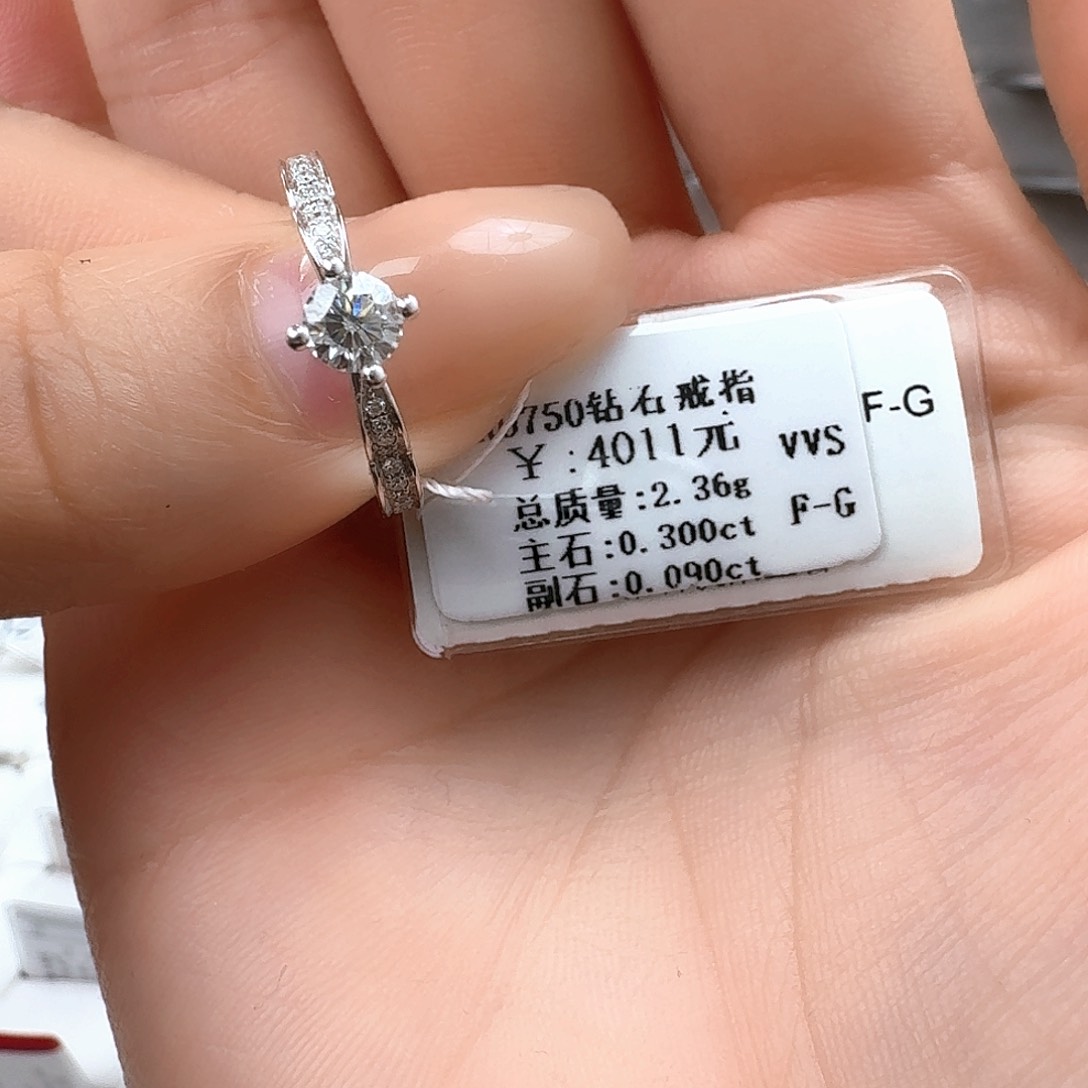 750钻石戒指
￥:4011元 VVS
总质量:2.36g F-G
主石:0.300ct
副石:0.090ct
F-G